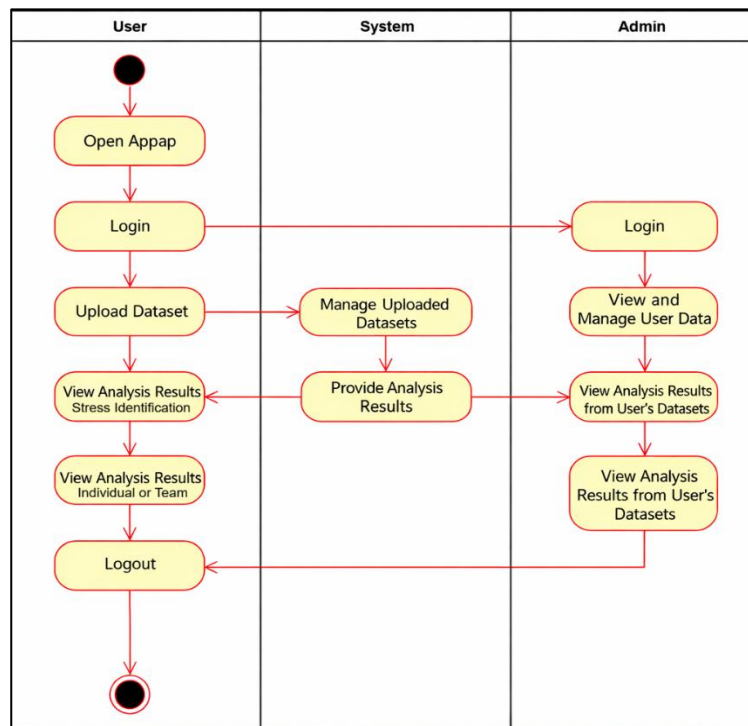 User
System
Admin
Open Appap
Login
Login
Upload Dataset
Manage Uploaded
Datasets
View and
Manage User Data
View Analysis Results
Stress Identification
Provide Analysis
Results
View Analysis Results
from User's Datasets
View Analysis Results
Individual or Team
View Analysis
Results from User's
Datasets
Logout